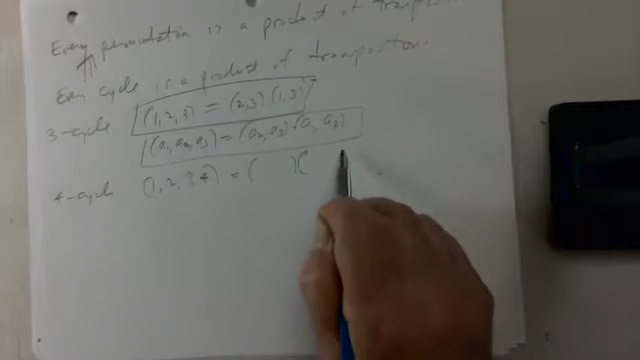 Every permutation is a product of transpositions
Every cycle is a product of transpositions.
3-cycle (1,2,3) = (2,3)(1,3)
(a1, a2, a3) = (a2, a3)(a1, a3)
4-cycle (1,2,3,4) = ( )(